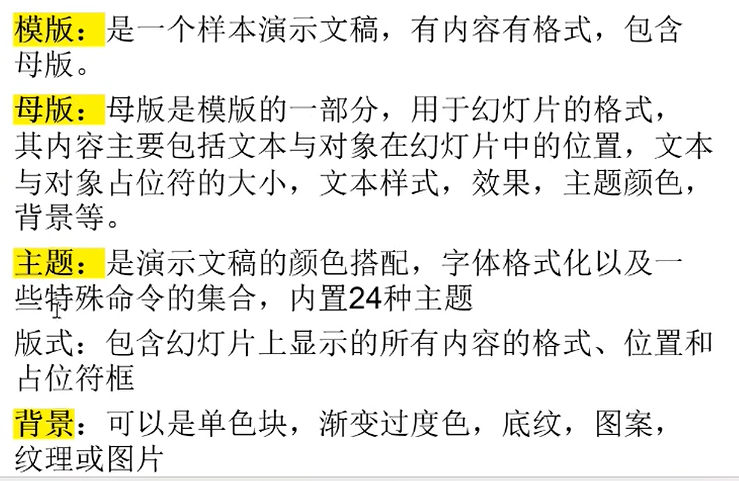 模版：是一个样本演示文稿，有内容有格式，包含
母版。
母版：母版是模版的一部分，用于幻灯片的格式，
其内容主要包括文本与对象在幻灯片中的位置，文本
与对象占位符的大小，文本样式，效果，主题颜色，
背景等。
主题：是演示文稿的颜色搭配，字体格式化以及一
些特殊命令的集合，内置24种主题
版式：包含幻灯片上显示的所有内容的格式、位置和
占位符框
背景：可以是单色块，渐变过度色，底纹，图案，
纹理或图片